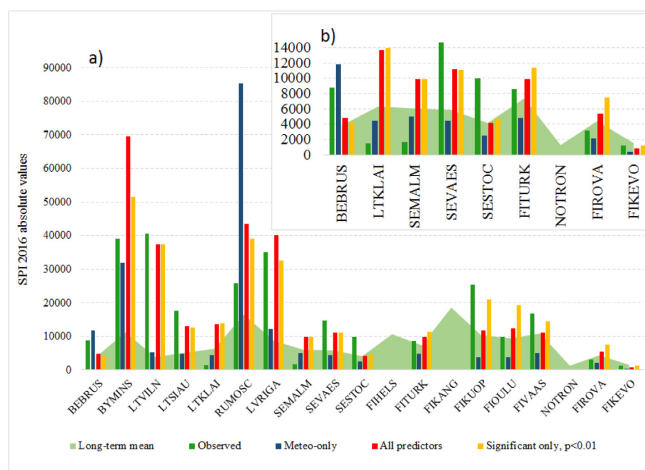 b)
14000
12000
10000
8000
6000
4000
2000
0
BEBRUS
LTKLAI
SEMALM
SEVAES
SESTOC
FITURK
NOTRON
FIROVA
FIKEVO
a)
SPI 2016 absolute values
90000
80000
70000
60000
50000
40000
30000
20000
10000
0
BEBRUS
BYMINS
LTVILN
LTSIAU
LTKLAI
RUMOSC
LVRIGA
SEMALM
SEVAES
SESTOC
FIHELS
FITURK
FIKANG
FIKUOP
FIOULU
FIVAAS
NOTRON
FIROVA
FIKEVO
Long-term mean
Observed
Meteo-only
All predictors
Significant only, p<0.01